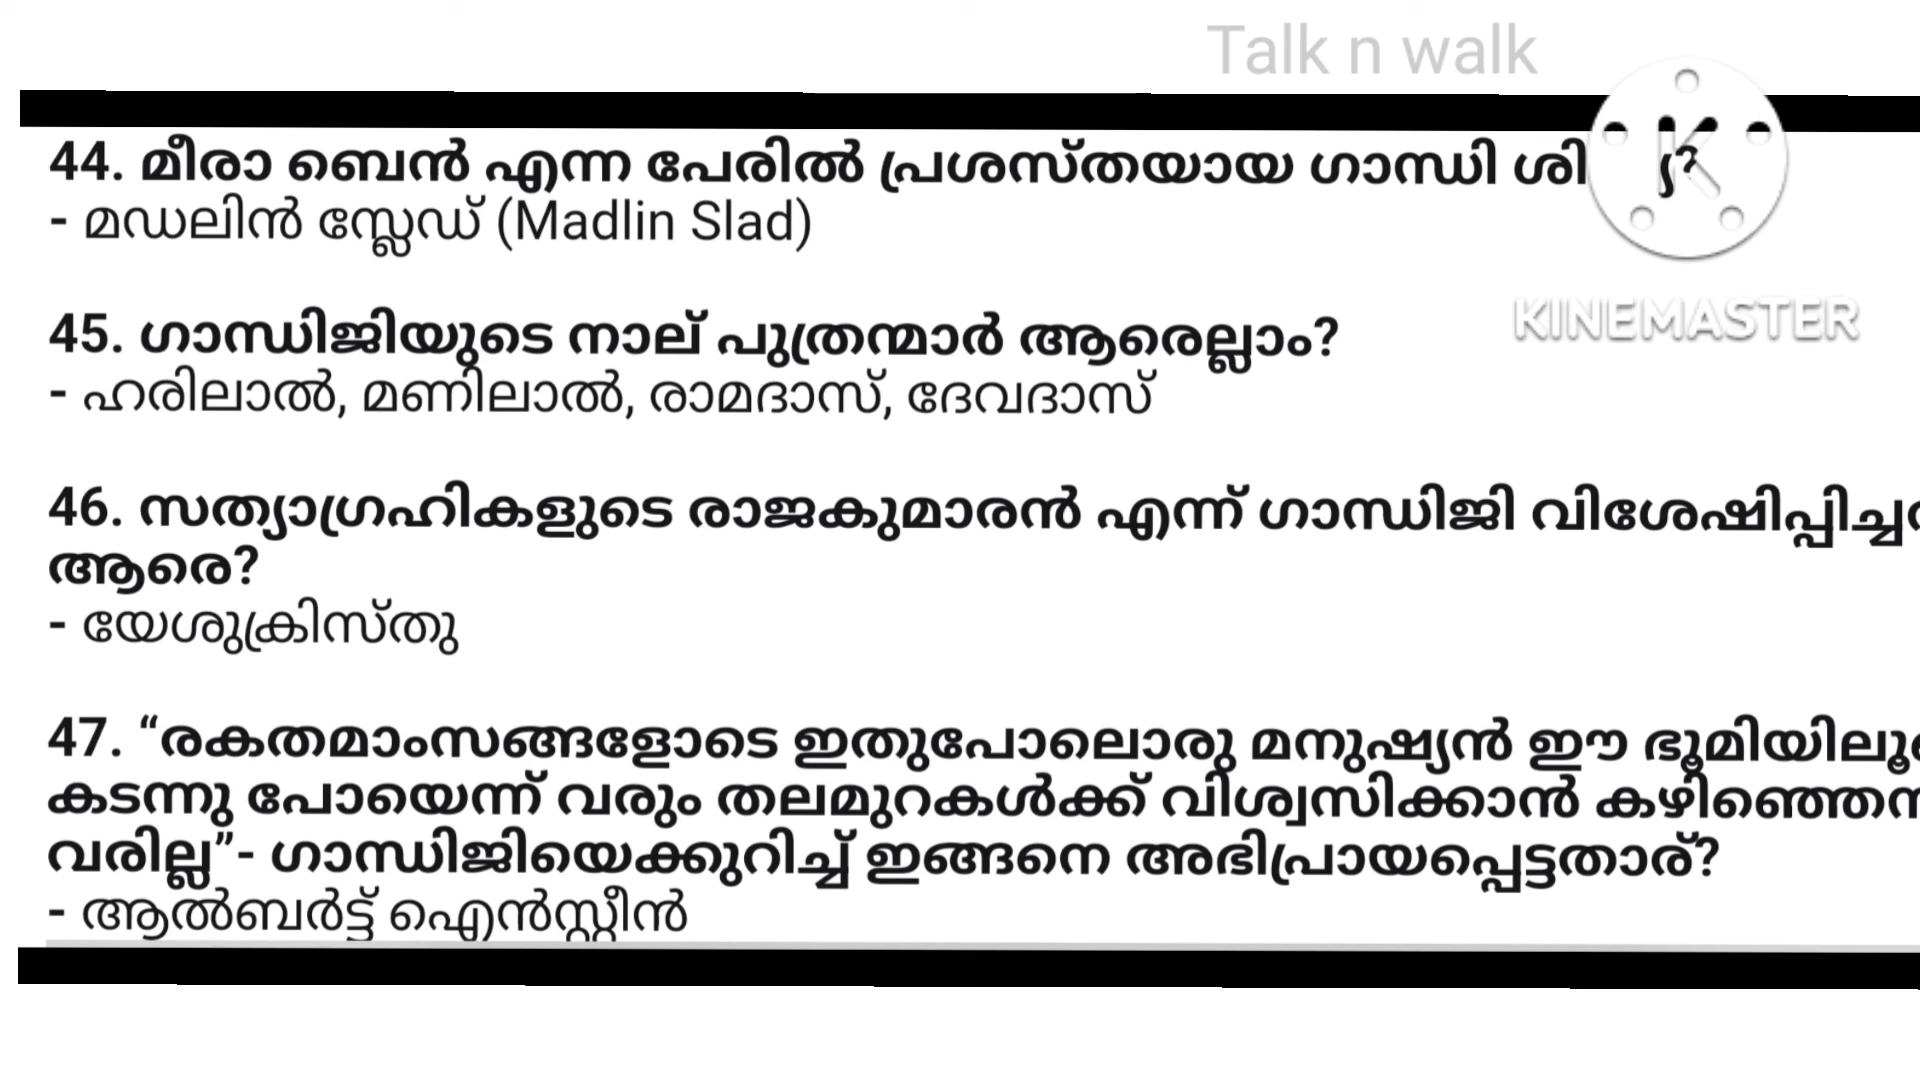 Talk n walk
44. മീരാ ബെൻ എന്ന പേരിൽ പ്രശസ്തയായ ഗാന്ധി
- മഡലിൻ സ്ലേഡ് (Madlin Slad)
KINEMASTER
45. ഗാന്ധിജിയുടെ നാല് പുത്രന്മാർ ആരെല്ലാം?
- ഹരിലാൽ, മണിലാൽ, രാമദാസ്, ദേവദാസ്
46. സത്യാഗ്രഹികളുടെ രാജകുമാരൻ എന്ന് ഗാന്ധിജി
ആരെ?
- യേശുക്രിസ്തു
47. “രകതമാംസങ്ങളോടെ ഇതുപോലൊരു മനുഷ്യൻ ഈ
കടന്നു പോയെന്ന് വരും തലമുറകൾക്ക് വിശ്വസിക്കാൻ
വരില്ല”- ഗാന്ധിജിയെക്കുറിച്ച് ഇങ്ങനെ അഭിപ്രായപ്പെട്ടതാര്?
- ആൽബർട്ട് ഐൻസ്റ്റീൻ